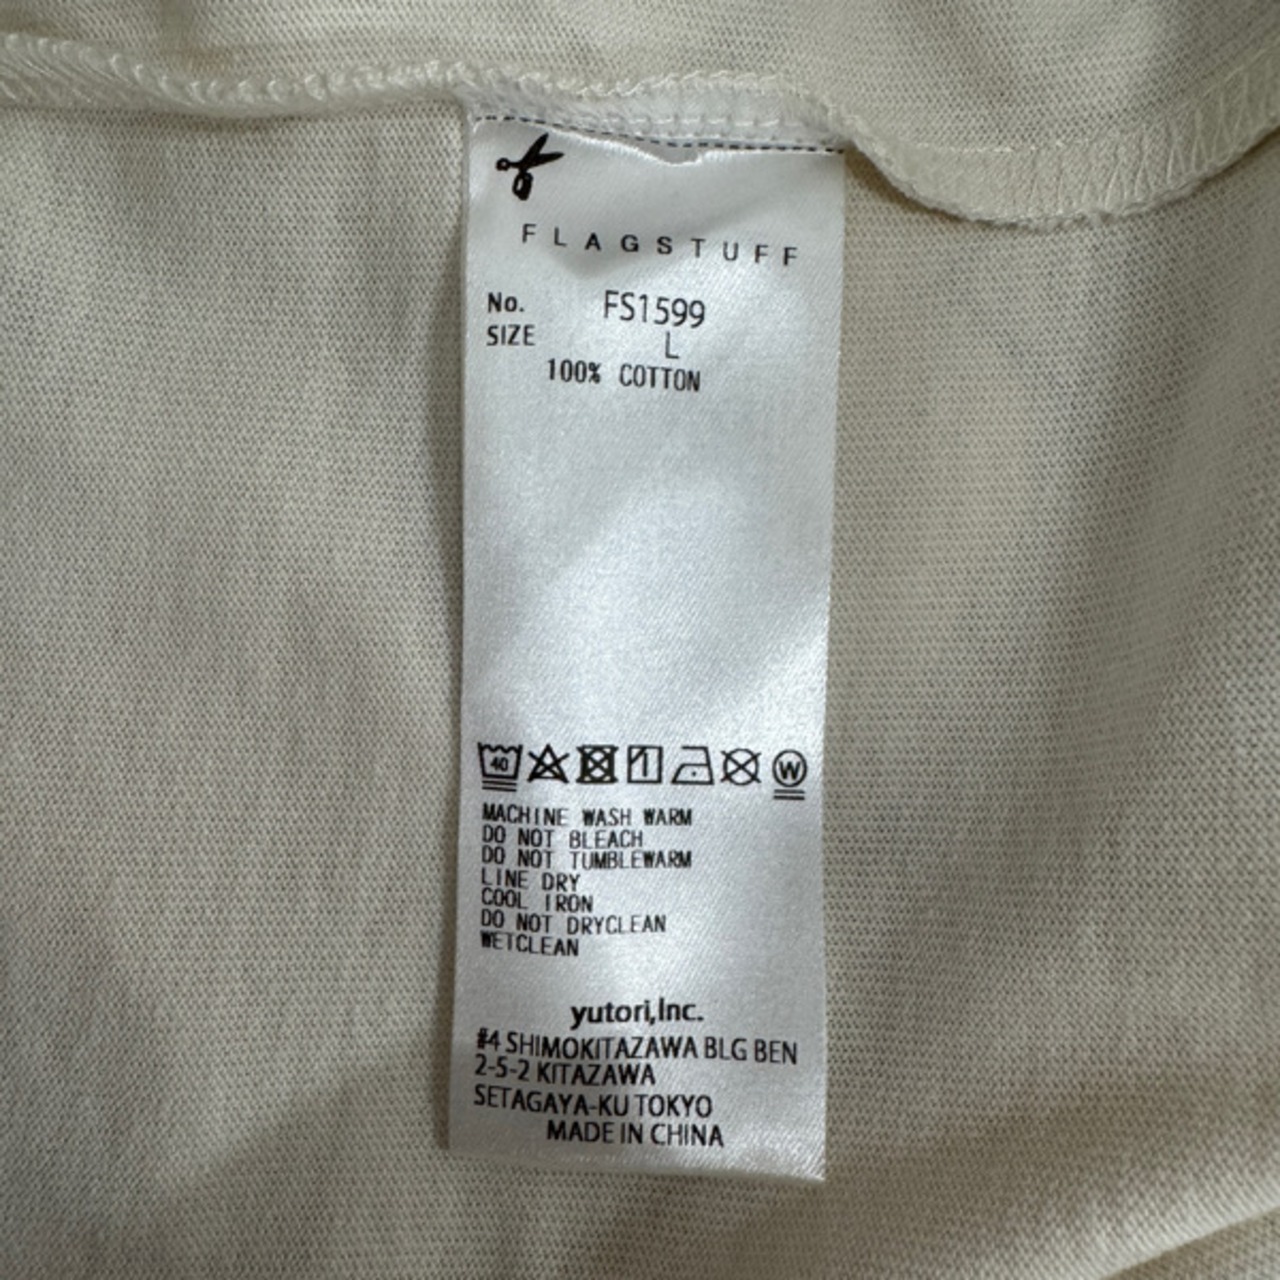 FLAGSTUFF
No. FS1599
SIZE L
100% COTTON
40 W
MACHINE WASH WARM
DO NOT BLEACH
DO NOT TUMBLEWARM
LINE DRY
COOL IRON
DO NOT DRYCLEAN
WETCLEAN
yutori,Inc.
#4 SHIMOKITAZAWA BLG BEN
2-5-2 KITAZAWA
SETAGAYA-KU TOKYO
MADE IN CHINA